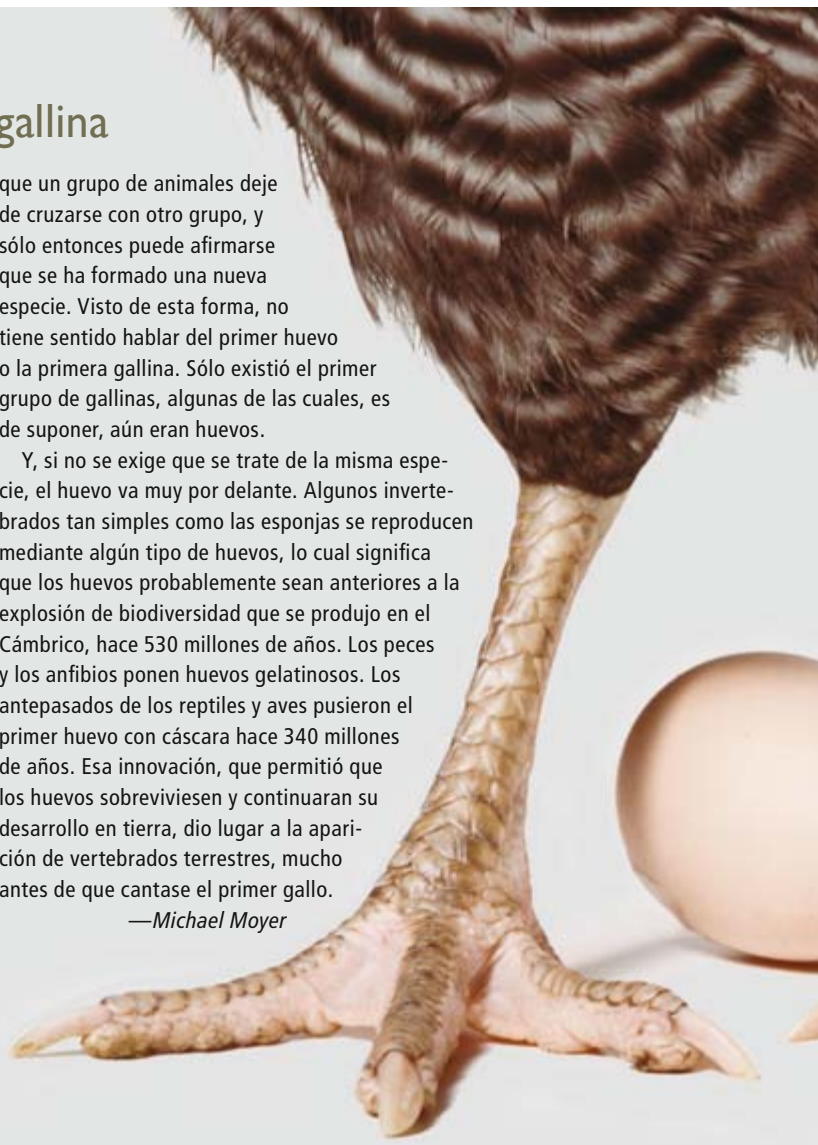 gallina
que un grupo de animales deje
de cruzarse con otro grupo, y
sólo entonces puede afirmarse
que se ha formado una nueva
especie. Visto de esta forma, no
tiene sentido hablar del primer huevo
o la primera gallina. Sólo existió el primer
grupo de gallinas, algunas de las cuales, es
de suponer, aún eran huevos.
Y, si no se exige que se trate de la misma espe-
cie, el huevo va muy por delante. Algunos inverte-
brados tan simples como las esponjas se reproducen
mediante algún tipo de huevos, lo cual significa
que los huevos probablemente sean anteriores a la
explosión de biodiversidad que se produjo en el
Cámbrico, hace 530 millones de años. Los peces
y los anfibios ponen huevos gelatinosos. Los
antepasados de los reptiles y aves pusieron el
primer huevo con cáscara hace 340 millones
de años. Esa innovación, que permitió que
los huevos sobreviviesen y continuaran su
desarrollo en tierra, dio lugar a la apari-
ción de vertebrados terrestres, mucho
antes de que cantase el primer gallo.
—Michael Moyer